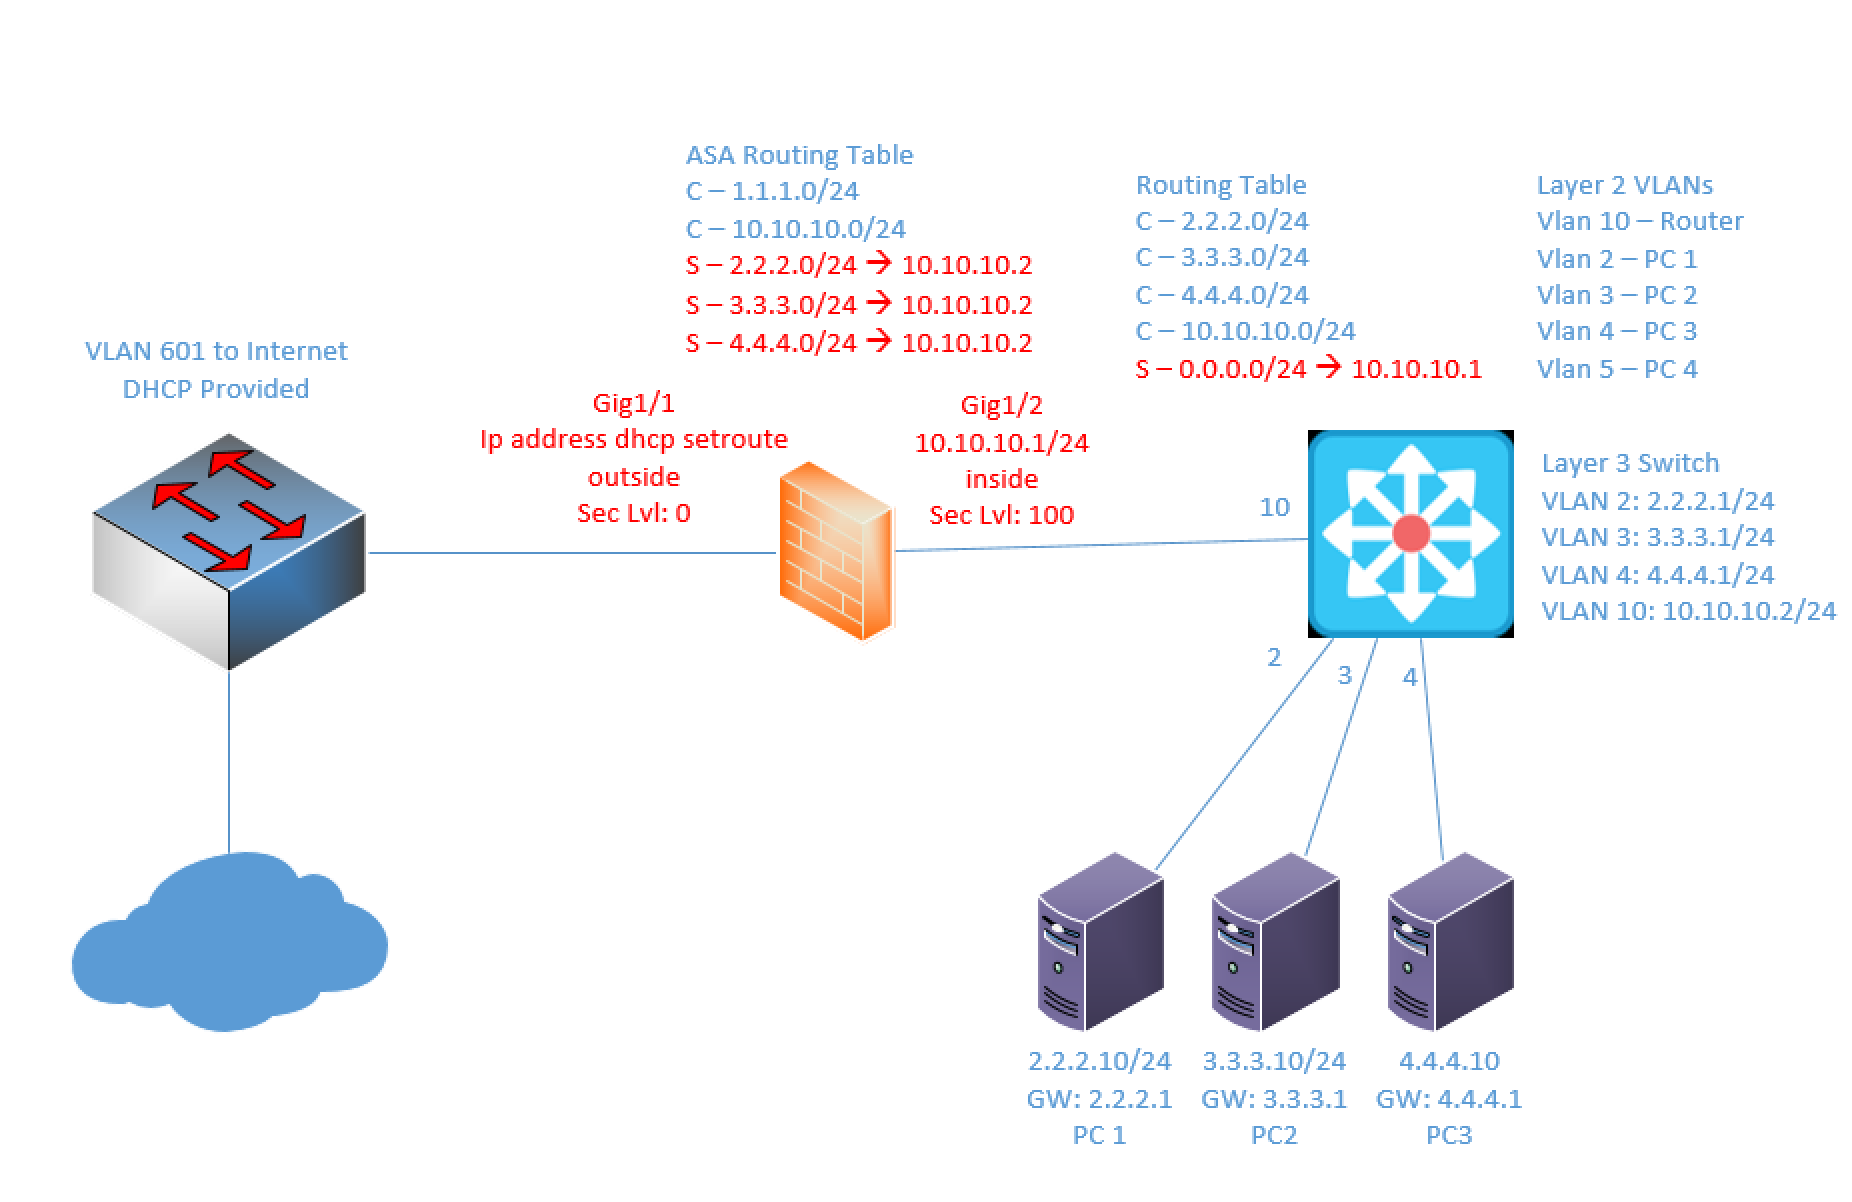 ASA Routing Table
C – 1.1.1.0/24
C – 10.10.10.0/24
S – 2.2.2.0/24 → 10.10.10.2
S – 3.3.3.0/24 → 10.10.10.2
S – 4.4.4.0/24 → 10.10.10.2
Routing Table
C – 2.2.2.0/24
C – 3.3.3.0/24
C – 4.4.4.0/24
C – 10.10.10.0/24
S – 0.0.0.0/24 → 10.10.10.1
Layer 2 VLANs
Vlan 10 – Router
Vlan 2 – PC 1
Vlan 3 – PC 2
Vlan 4 – PC 3
Vlan 5 – PC 4
VLAN 601 to Internet
DHCP Provided
Gig1/1
Ip address dhcp setroute
outside
Sec Lvl: 0
Gig1/2
10.10.10.1/24
inside
Sec Lvl: 100
10
Layer 3 Switch
VLAN 2: 2.2.2.1/24
VLAN 3: 3.3.3.1/24
VLAN 4: 4.4.4.1/24
VLAN 10: 10.10.10.2/24
2
3
4
2.2.2.10/24
GW: 2.2.2.1
PC 1
3.3.3.10/24
GW: 3.3.3.1
PC2
4.4.4.10
GW: 4.4.4.1
PC3